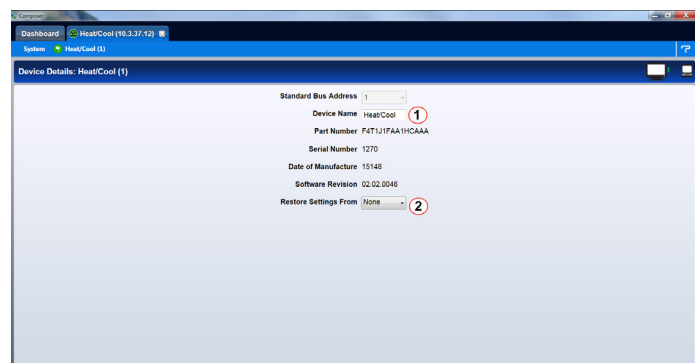 Composer
Dashboard Heat/Cool (10.3.37.12)
System Heat/Cool (1)
Device Details: Heat/Cool (1)
Standard Bus Address 1
Device Name Heat/Cool 1
Part Number F4T1J1FAA1HCAAA
Serial Number 1270
Date of Manufacture 15148
Software Revision 02.02.0046
Restore Settings From None 2